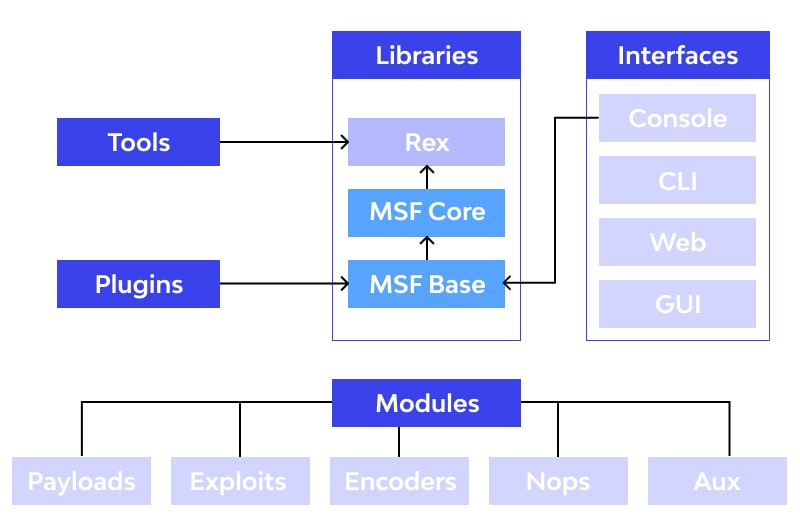 Libraries
Interfaces
Tools
Rex
Console
MSF Core
CLI
Web
Plugins
MSF Base
GUI
Modules
Payloads
Exploits
Encoders
Nops
Aux